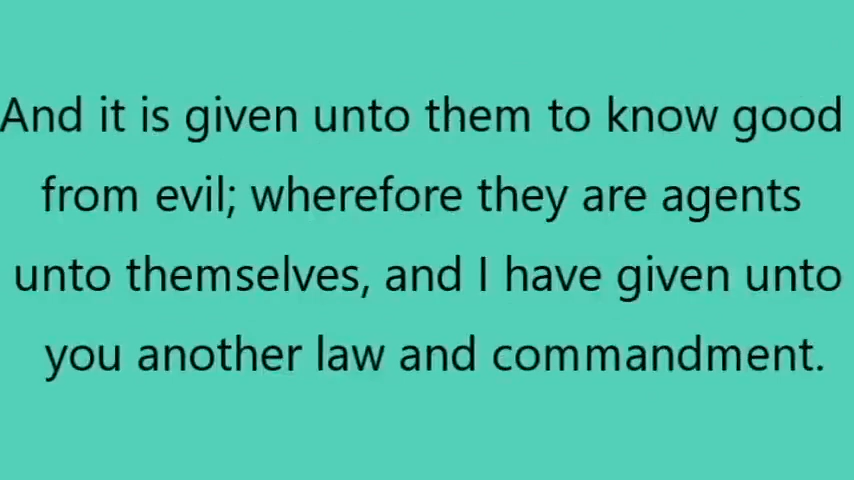 And it is given unto them to know good
from evil; wherefore they are agents
unto themselves, and I have given unto
you another law and commandment.